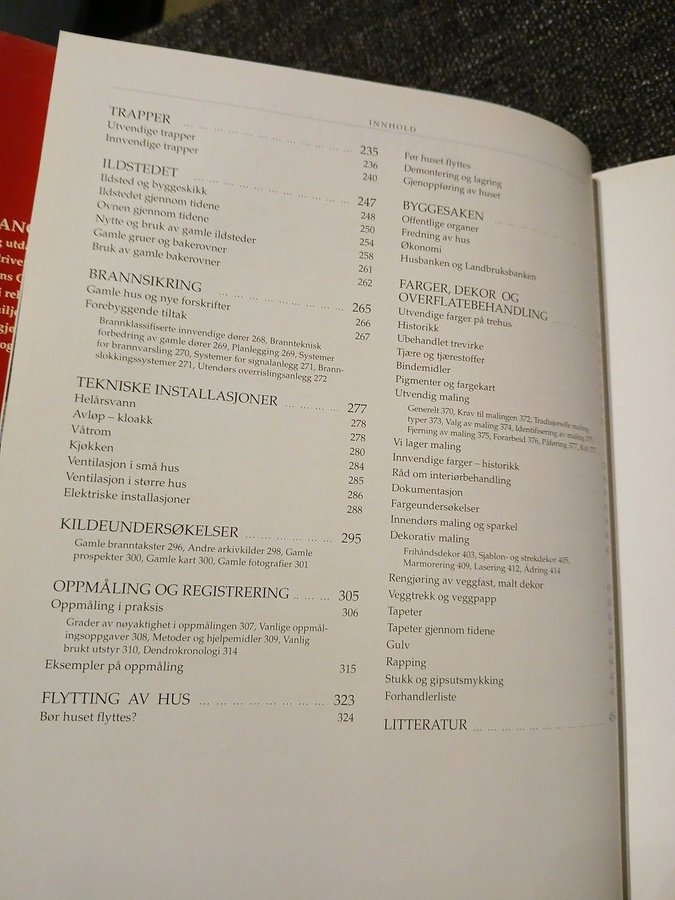 INNHOLD
TRAPPER ... 235
Utvendige trapper 236
Innvendige trapper 240
ILDSTEDET ... 247
Ildsted og byggeskikk 248
Ildstedet gjennom tidene 250
Ovnen gjennom tidene 254
Nytte og bruk av gamle ildsteder 258
Gamle gruer og bakerovner 261
Bruk av gamle bakerovner 262
BRANNSIKRING ... 265
Gamle hus og nye forskrifter 266
Forebyggende tiltak 267
Brannklassifiserte innvendige dører 268, Brannteknisk
forbedring av gamle dører 269, Planlegging 269, Systemer
for brannvarsling 270, Systemer for signalanlegg 271, Brann-
slokkingssystemer 271, Utendørs overrislingsanlegg 272
TEKNISKE INSTALLASJONER ... 277
Helårsvann 278
Avløp – kloakk 278
Våtrom 280
Kjøkken 284
Ventilasjon i små hus 285
Ventilasjon i større hus 286
Elektriske installasjoner 288
KILDEUNDERSØKELSER ... 295
Gamle branntakster 296, Andre arkivkilder 298, Gamle
prospekter 300, Gamle kart 300, Gamle fotografier 301
OPPMÅLING OG REGISTRERING ... 305
Oppmåling i praksis 306
Grader av nøyaktighet i oppmålingen 307, Vanlige oppmål-
ingsoppgaver 308, Metoder og hjelpemidler 309, Vanlig
brukt utstyr 310, Dendrokronologi 314
Eksempler på oppmåling 315
FLYTTING AV HUS ... 323
Bør huset flyttes? 324
Før huset flyttes
Demontering og lagring
Gjenoppføring av huset
BYGGESAKEN ...
Offentlige organer
Fredning av hus
Økonomi
Husbanken og Landbruksbanken
FARGER, DEKOR OG
OVERFLATEBEHANDLING ...
Utvendige farger på trehus
Historikk
Ubehandlet trevirke
Tjære og tjærestoffer
Bindemidler
Pigmenter og fargekart
Utvendig maling
Generelt 370, Krav til malingen 372, Tradisjonelle maling-
typer 373, Valg av maling 374, Identifisering av maling
Fjerning av maling 375, Forarbeid 376, Påføring 377, Kitt
Vi lager maling
Innvendige farger – historikk
Råd om interiørbehandling
Dokumentasjon
Fargeundersøkelser
Innendørs maling og sparkel
Dekorativ maling
Frihåndsdekor 403, Sjablon- og strekdekor 405,
Marmorering 409, Lasering 412, Ådring 414
Rengjøring av veggfast, malt dekor
Veggtrekk og veggpapp
Tapeter
Tapeter gjennom tidene
Gulv
Rapping
Stukk og gipsutsmykking
Forhandlerliste
LITTERATUR ...